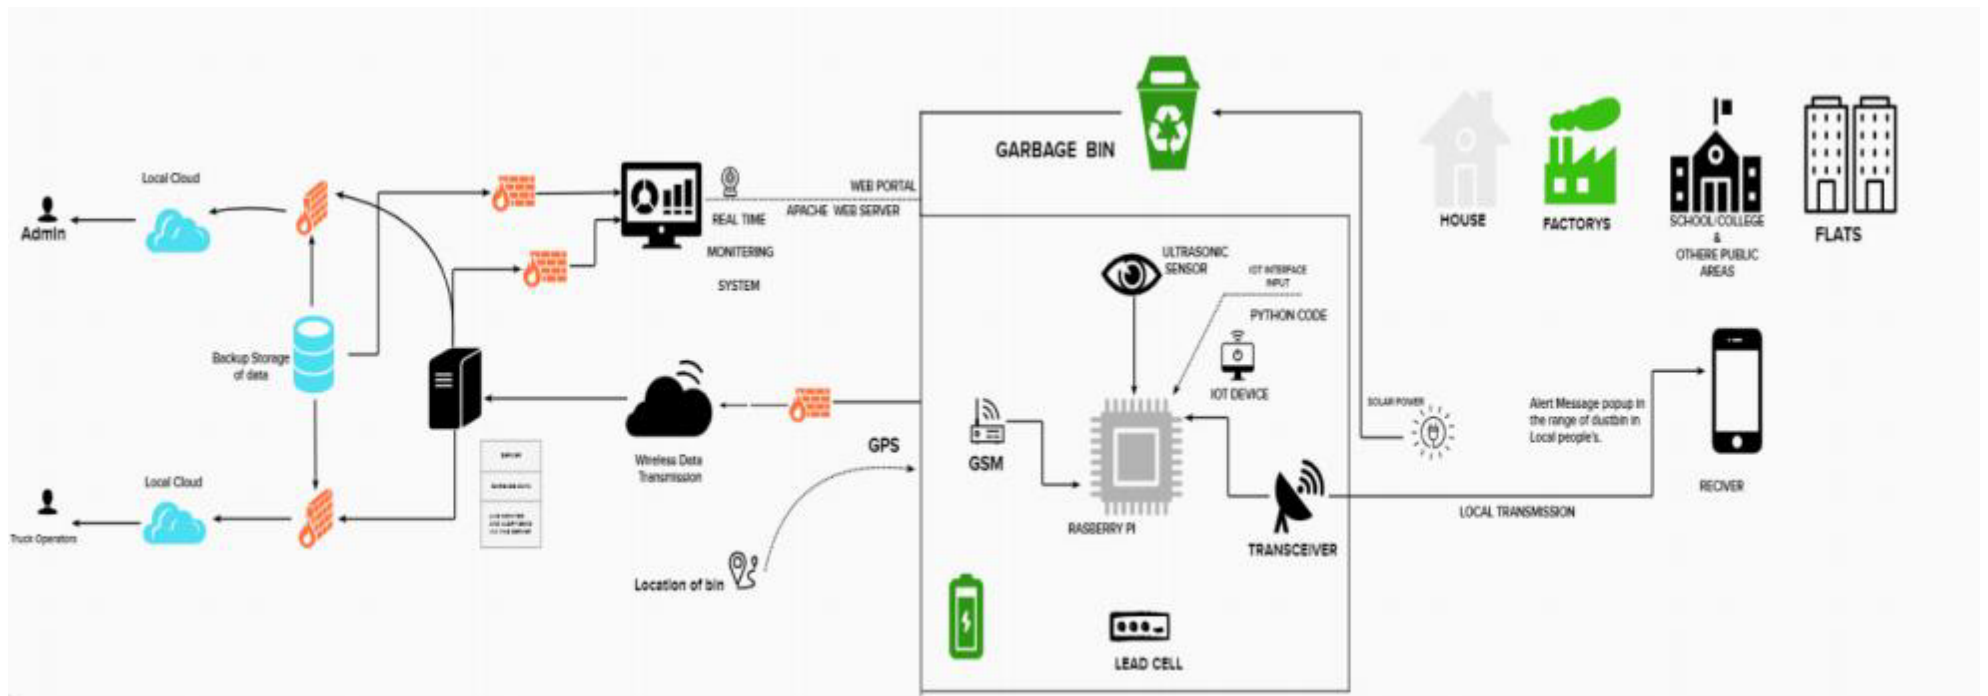 Local Cloud
Admin
Backup Storage
of data
Local Cloud
Truck Operators
REAL TIME
MONITERING
SYSTEM
WEB PORTAL
APACHE WEB SERVER
Wireless Data
Transmission
GPS
Location of bin
SERVER
GARBAGE BIN
ULTRASONIC
SENSOR
IOT INTERFACE
INPUT
PYTHON CODE
IOT DEVICE
GSM
RASBERRY PI
TRANSCEIVER
LEAD CELL
HOUSE
FACTORYS
SCHOOL/COLLEGE
&
OTHERE PUBLIC
AREAS
FLATS
SOLAR POWER
Alert Message popup in
the range of dustbin in
Local people's.
RECIVER
LOCAL TRANSMISSION